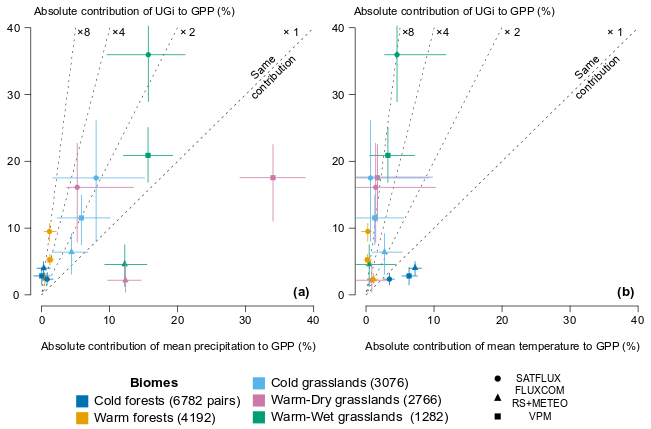 Absolute contribution of UGi to GPP (%)
×8
×4
×2
×1
Same
contribution
40
30
20
10
0
(a)
0
10
20
30
40
Absolute contribution of mean precipitation to GPP (%)
Absolute contribution of UGi to GPP (%)
×8
×4
×2
×1
Same
contribution
40
30
20
10
0
(b)
0
10
20
30
40
Absolute contribution of mean temperature to GPP (%)
Biomes
Cold forests (6782 pairs)
Warm forests (4192)
Cold grasslands (3076)
Warm-Dry grasslands (2766)
Warm-Wet grasslands (1282)
SATFLUX
FLUXCOM
RS+METEO
VPM